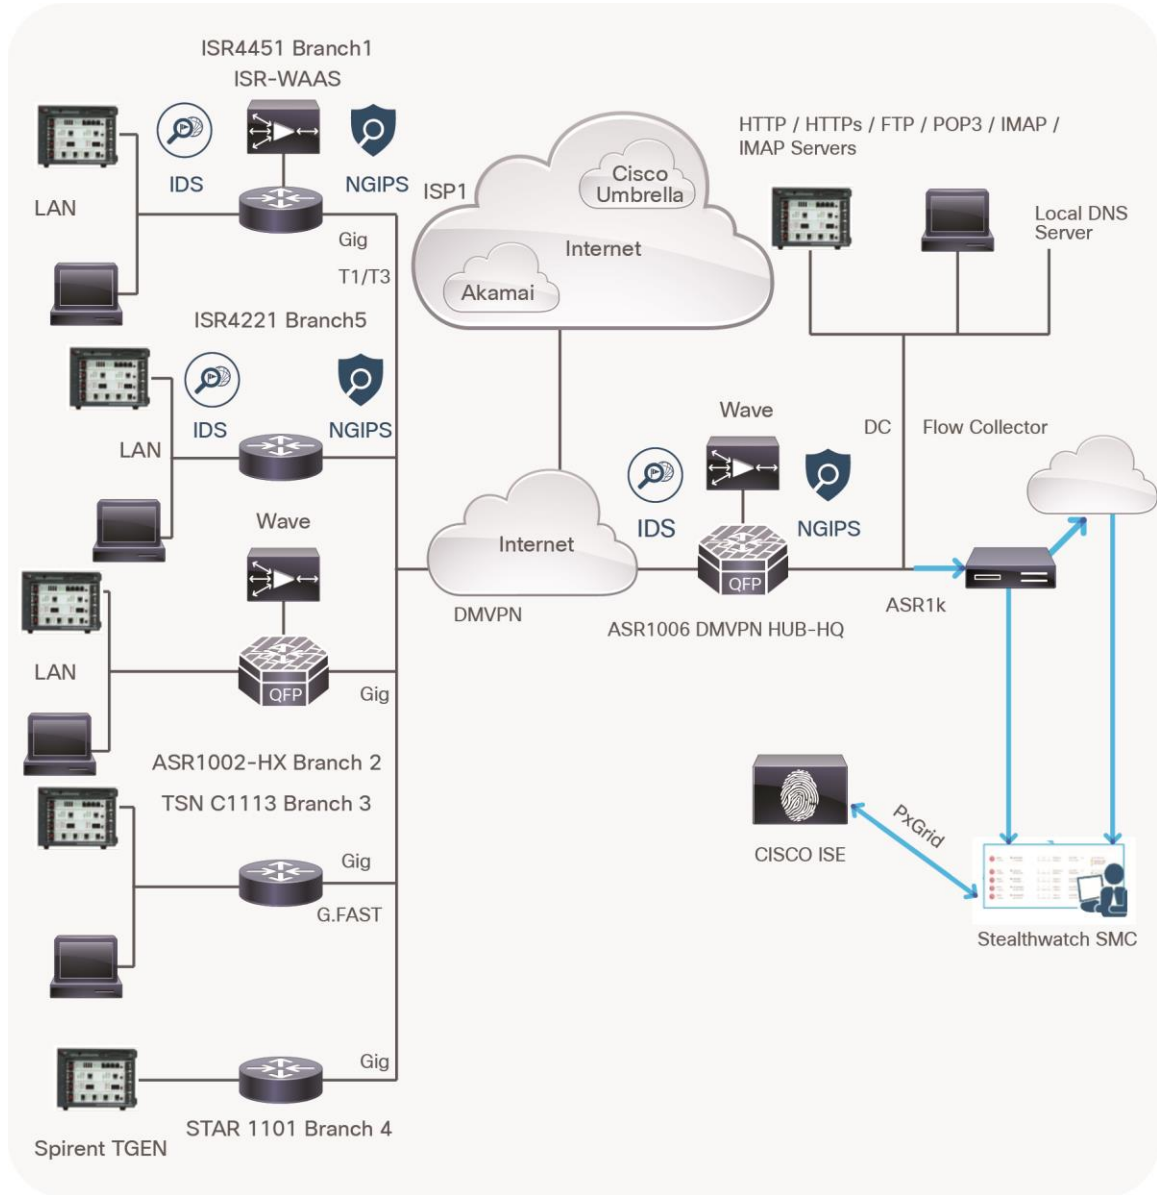 ISR4451 Branch1
ISR-WAAS
IDS
NGIPS
LAN
Gig
T1/T3
ISP1
Cisco
Umbrella
Internet
Akamai
HTTP / HTTPs / FTP / POP3 / IMAP /
IMAP Servers
Local DNS
Server
ISR4221 Branch5
IDS
NGIPS
LAN
Wave
QFP
LAN
Gig
ASR1002-HX Branch 2
Internet
DMVPN
Wave
IDS
NGIPS
QFP
ASR1006 DMVPN HUB-HQ
DC
Flow Collector
ASR1k
TSN C1113 Branch 3
Gig
G.FAST
CISCO ISE
PxGrid
Stealthwatch SMC
Gig
STAR 1101 Branch 4
Spirent TGEN